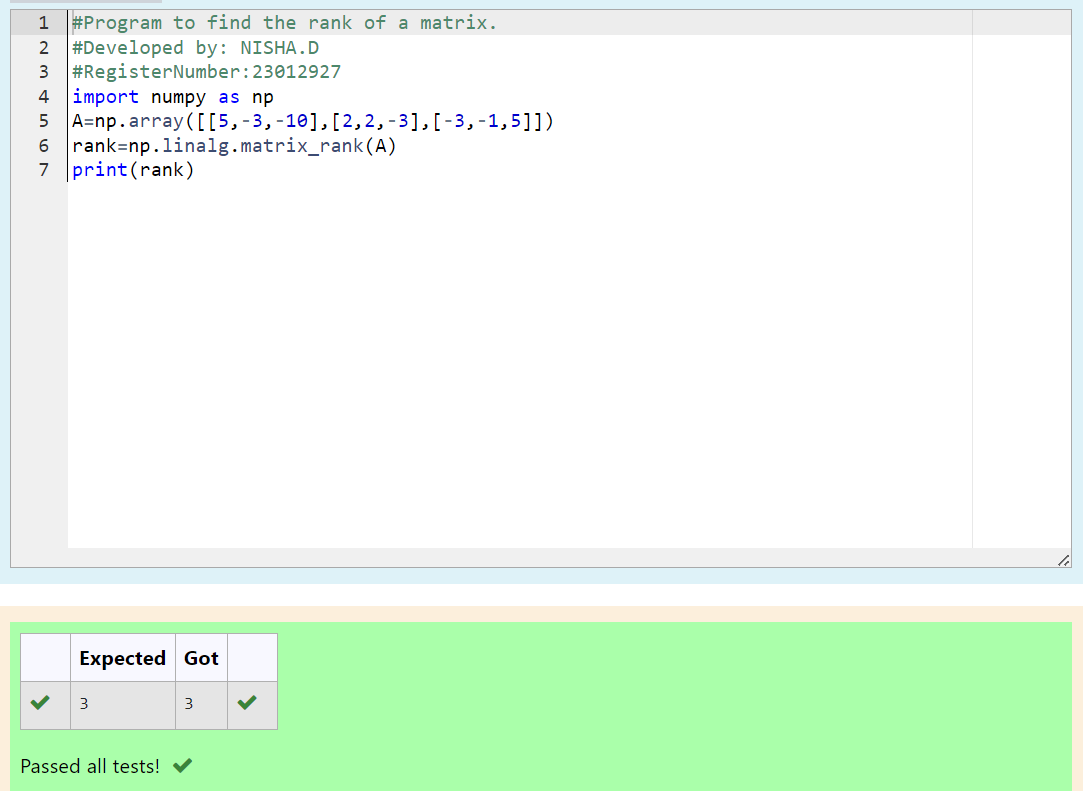 1 #Program to find the rank of a matrix.
2 #Developed by: NISHA.D
3 #RegisterNumber:23012927
4 import numpy as np
5 A=np.array([[5,-3,-10],[2,2,-3],[-3,-1,5]])
6 rank=np.linalg.matrix_rank(A)
7 print(rank)
Expected Got
3 3
Passed all tests!